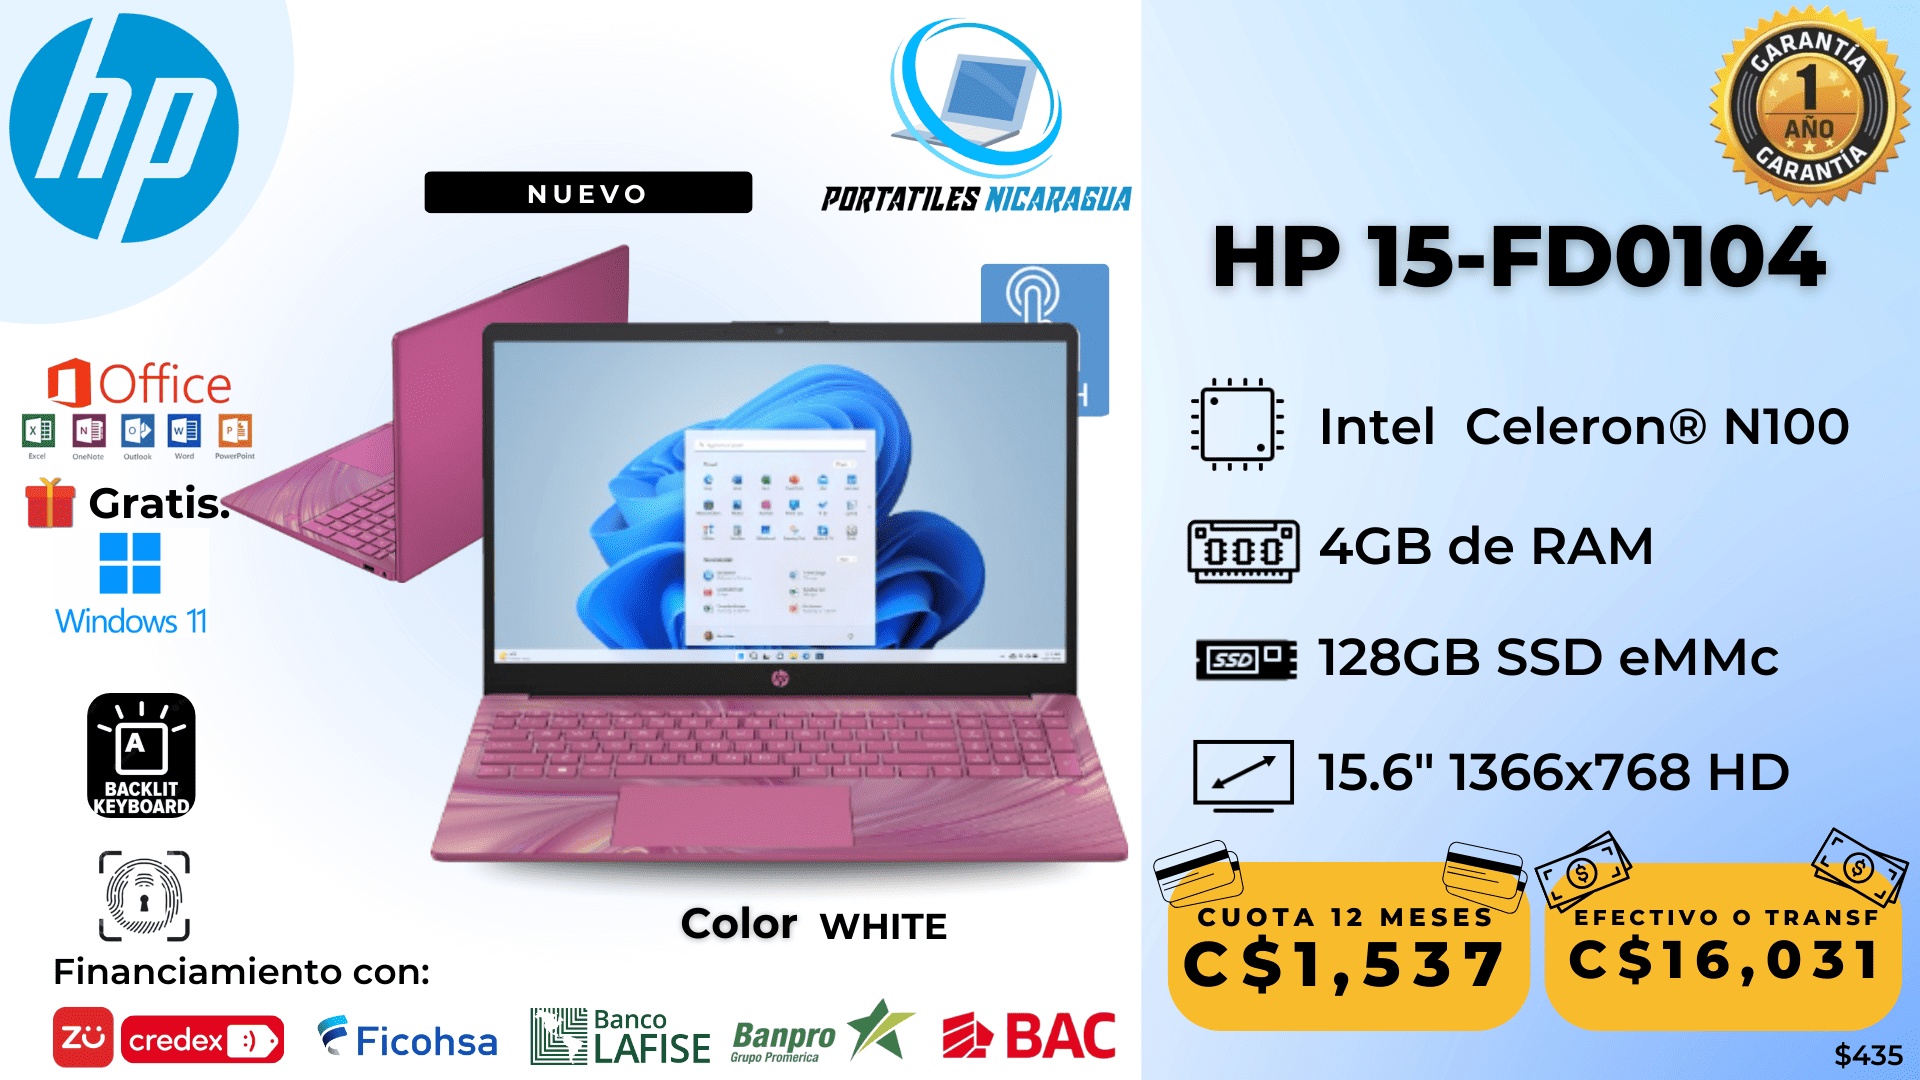 hp
NUEVO
PORTATILES NICARAGUA
GARANTÍA
1
AÑO
GARANTÍA
HP 15-FD0104
Office
Excel
OneNote
Outlook
Word
PowerPoint
Gratis.
Windows 11
A
BACKLIT
KEYBOARD
H
Intel Celeron® N100
4GB de RAM
SSD
128GB SSD eMMc
15.6" 1366x768 HD
Color WHITE
Financiamiento con:
zü
credex :)
Ficohsa
Banco
LAFISE
Banpro
Grupo Promerica
BAC
CUOTA 12 MESES
C$1,537
EFECTIVO O TRANSF
C$16,031
$435